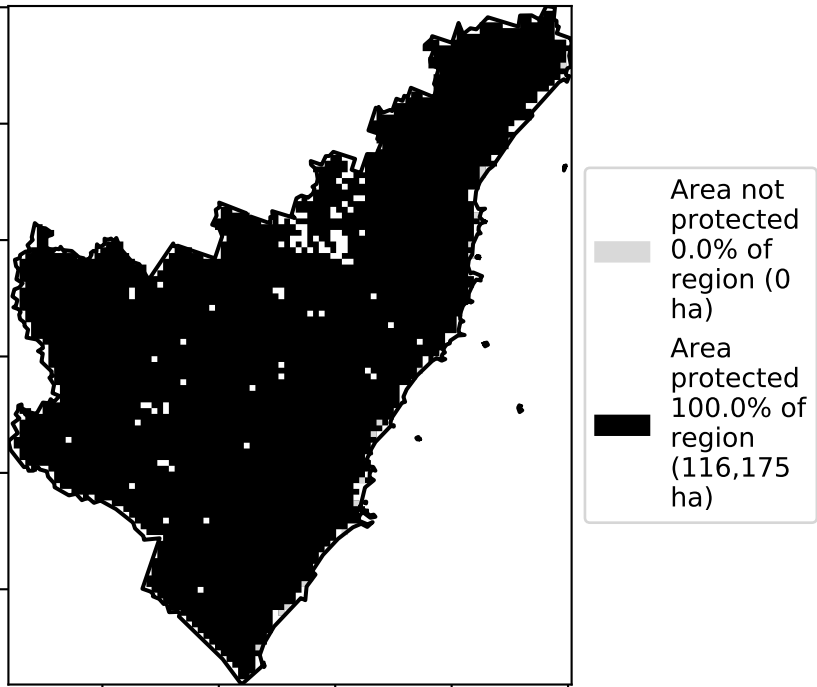 Area not
protected
0.0% of
region (0
ha)
Area
protected
100.0% of
region
(116,175
ha)